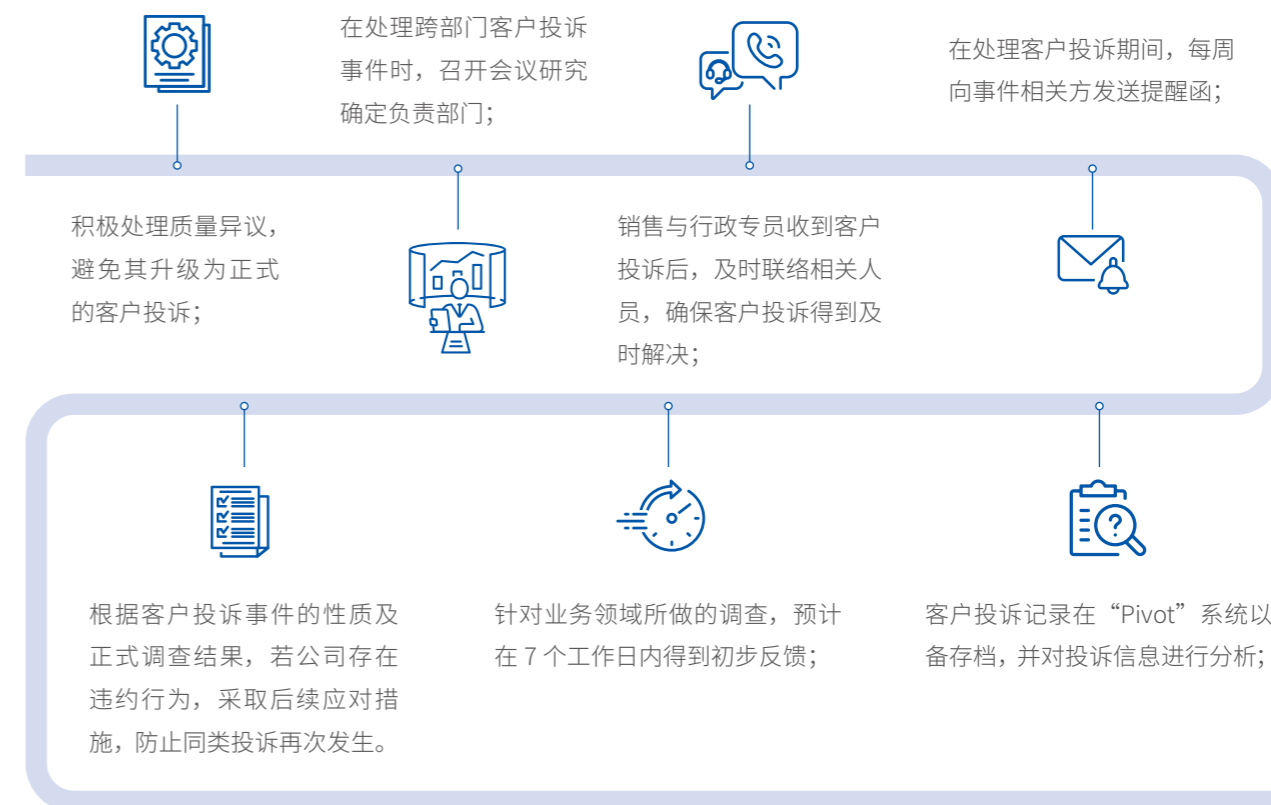 在处理跨部门客户投诉
事件时，召开会议研究
确定负责部门；
在处理客户投诉期间，每周
向事件相关方发送提醒函；
积极处理质量异议，
避免其升级为正式
的客户投诉；
销售与行政专员收到客户
投诉后，及时联络相关人
员，确保客户投诉得到及
时解决；
根据客户投诉事件的性质及
正式调查结果，若公司存在
违约行为，采取后续应对措
施，防止同类投诉再次发生。
针对业务领域所做的调查，预计
在 7 个工作日内得到初步反馈；
客户投诉记录在“Pivot”系统以
备存档，并对投诉信息进行分析；